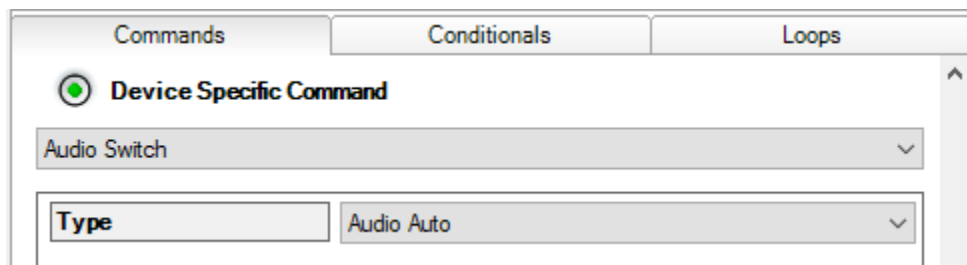 Commands Conditionals Loops
Device Specific Command
Audio Switch
Type Audio Auto